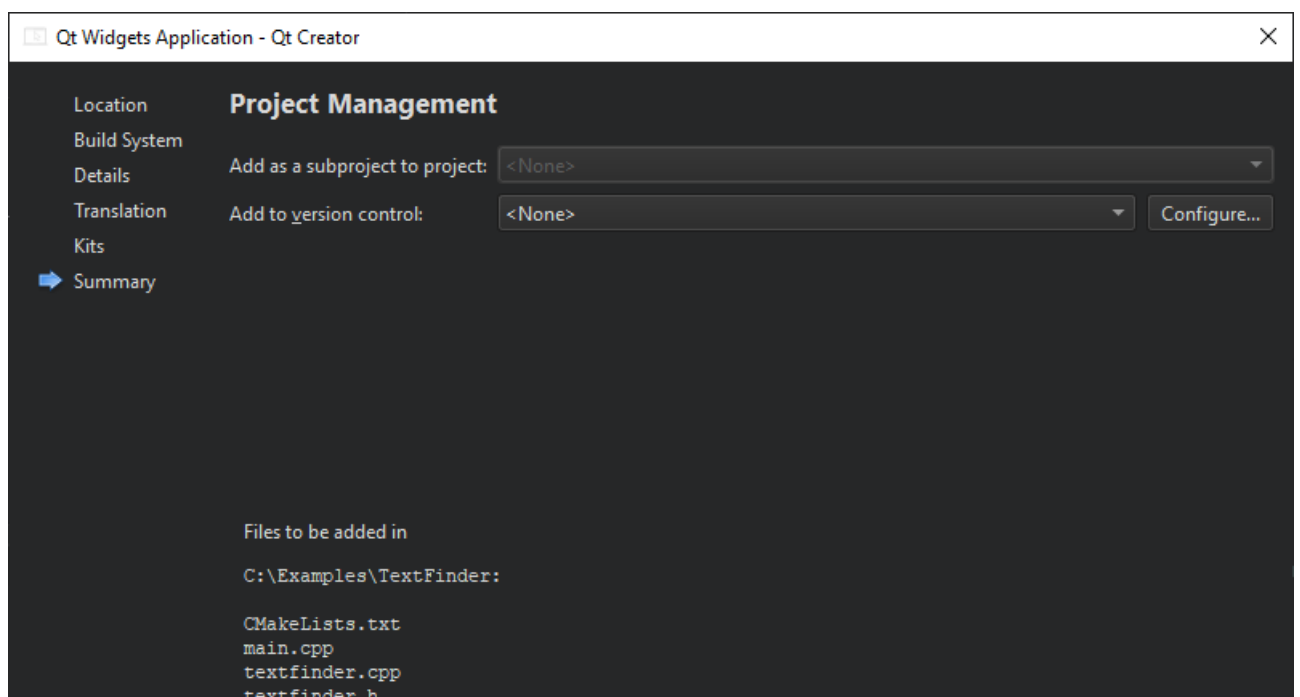 Qt Widgets Application - Qt Creator
Location
Build System
Details
Translation
Kits
Summary
Project Management
Add as a subproject to project: <None>
Add to version control: <None> Configure...
Files to be added in
C:\Examples\TextFinder:
CMakeLists.txt
main.cpp
textfinder.cpp
textfinder.h